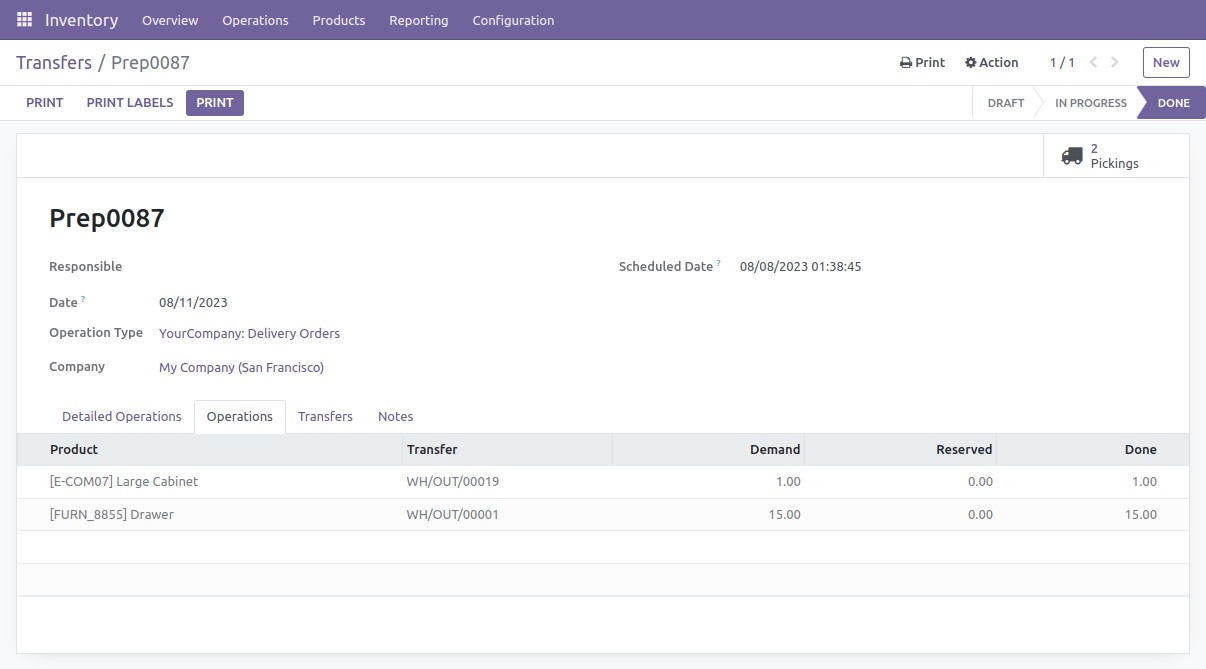 Inventory Overview Operations Products Reporting Configuration
Transfers / Prep0087 Print Action 1 / 1 New
PRINT PRINT LABELS PRINT DRAFT IN PROGRESS DONE
2
Pickings
Prep0087
Responsible Scheduled Date ? 08/08/2023 01:38:45
Date ? 08/11/2023
Operation Type YourCompany: Delivery Orders
Company My Company (San Francisco)
Detailed Operations Operations Transfers Notes
Product Transfer Demand Reserved Done
[E-COM07] Large Cabinet WH/OUT/00019 1.00 0.00 1.00
[FURN_8855] Drawer WH/OUT/00001 15.00 0.00 15.00